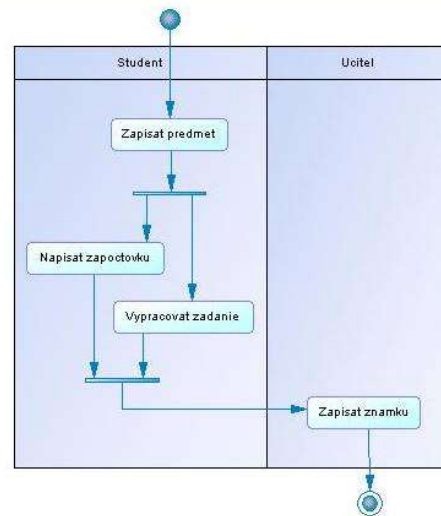 Student
Ucitel
Zapisat predmet
Napisat zapoctovku
Vypracovat zadanie
Zapisat znamku